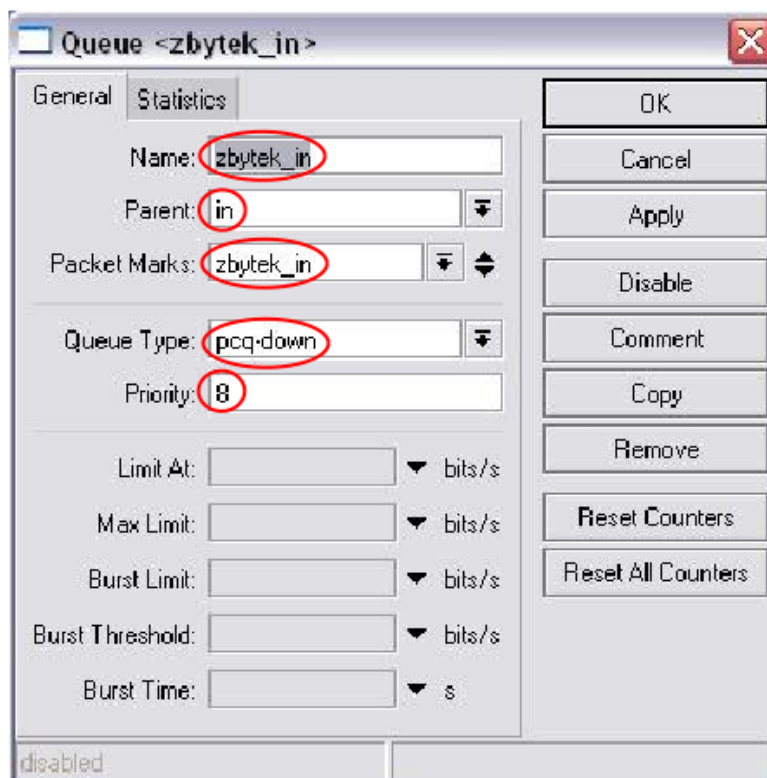 Queue <zbytek_in>
General Statistics
Name: zbytek_in
Parent: in
Packet Marks: zbytek_in
Queue Type: pcq-down
Priority: 8
Limit At: bits/s
Max Limit: bits/s
Burst Limit: bits/s
Burst Threshold: bits/s
Burst Time: s
OK
Cancel
Apply
Disable
Comment
Copy
Remove
Reset Counters
Reset All Counters
disabled